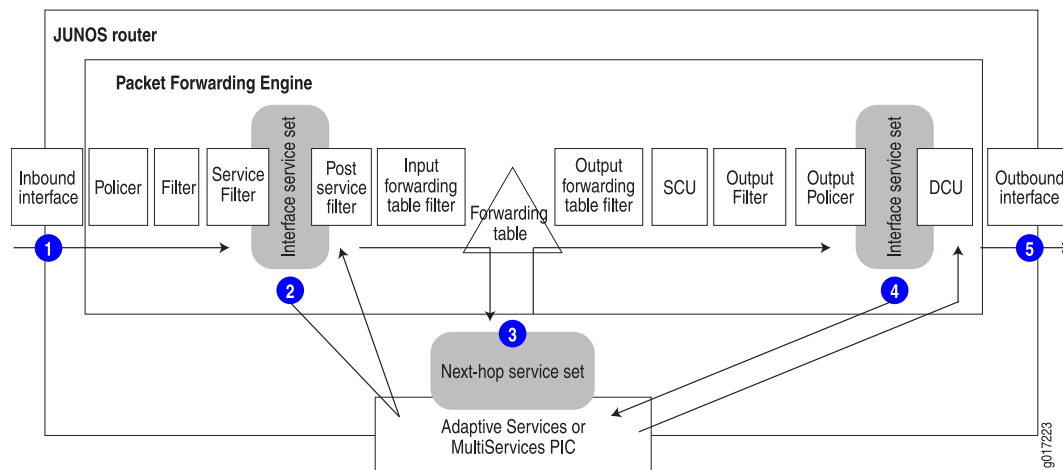 JUNOS router
Packet Forwarding Engine
Inbound
interface
Policer
Filter
Service
Filter
Interface service set
Post
service
filter
Input
forwarding
table filter
Forwarding
table
Output
forwarding
table filter
SCU
Output
Filter
Output
Policer
Interface service set
DCU
Outbound
interface
1
2
3
4
5
Next-hop service set
Adaptive Services or
MultiServices PIC
g017223